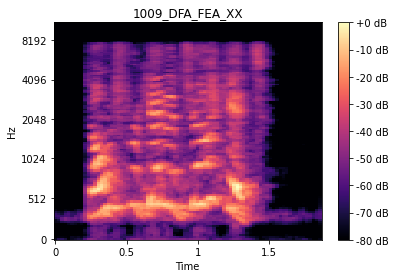 1009_DFA_FEA_XX
Hz
8192
4096
2048
1024
512
0
0
0.5
1
1.5
Time
+0 dB
-10 dB
-20 dB
-30 dB
-40 dB
-50 dB
-60 dB
-70 dB
-80 dB